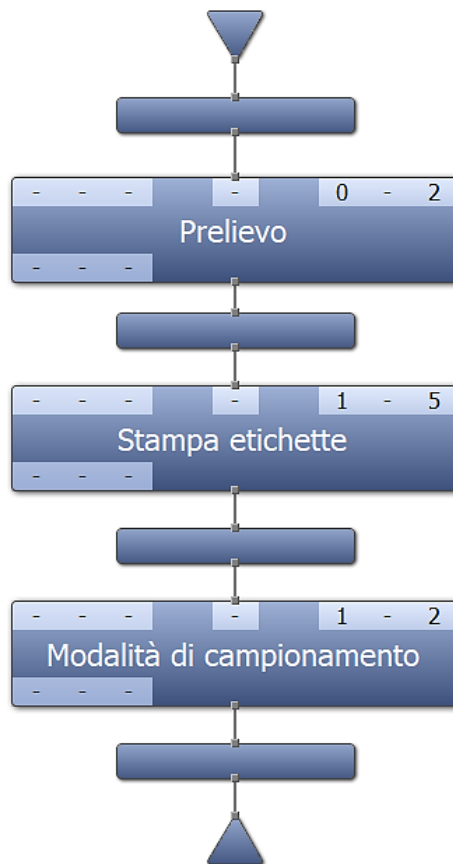 - - - - 0 - 2
Prelievo
- - -
- - - - 1 - 5
Stampa etichette
- - -
- - - - 1 - 2
Modalità di campionamento
- - -